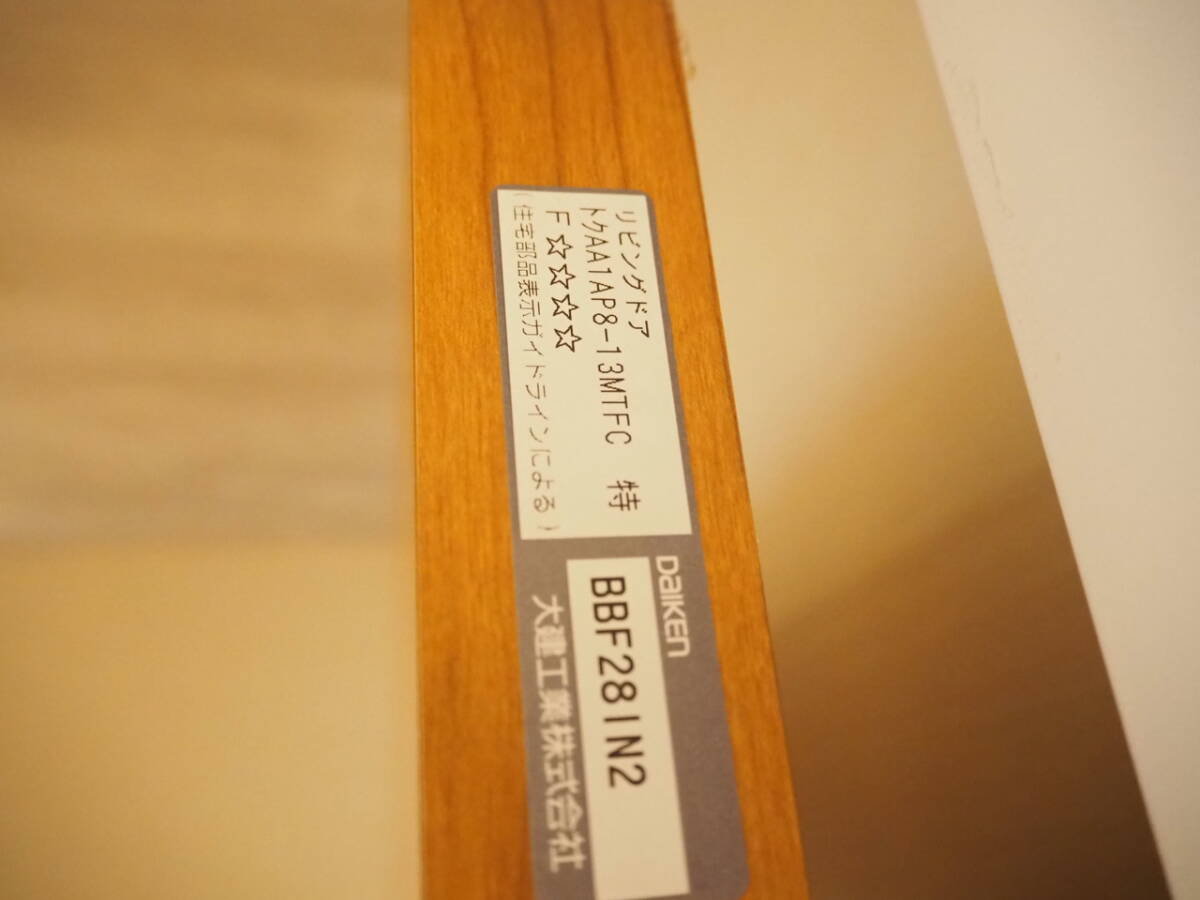 リビングドア
トクAA1AP8-13MTFC 特
F☆☆☆☆
(住宅部品表示ガイドラインによる)
DAIKEN
BBF28IN2
大建工業株式会社